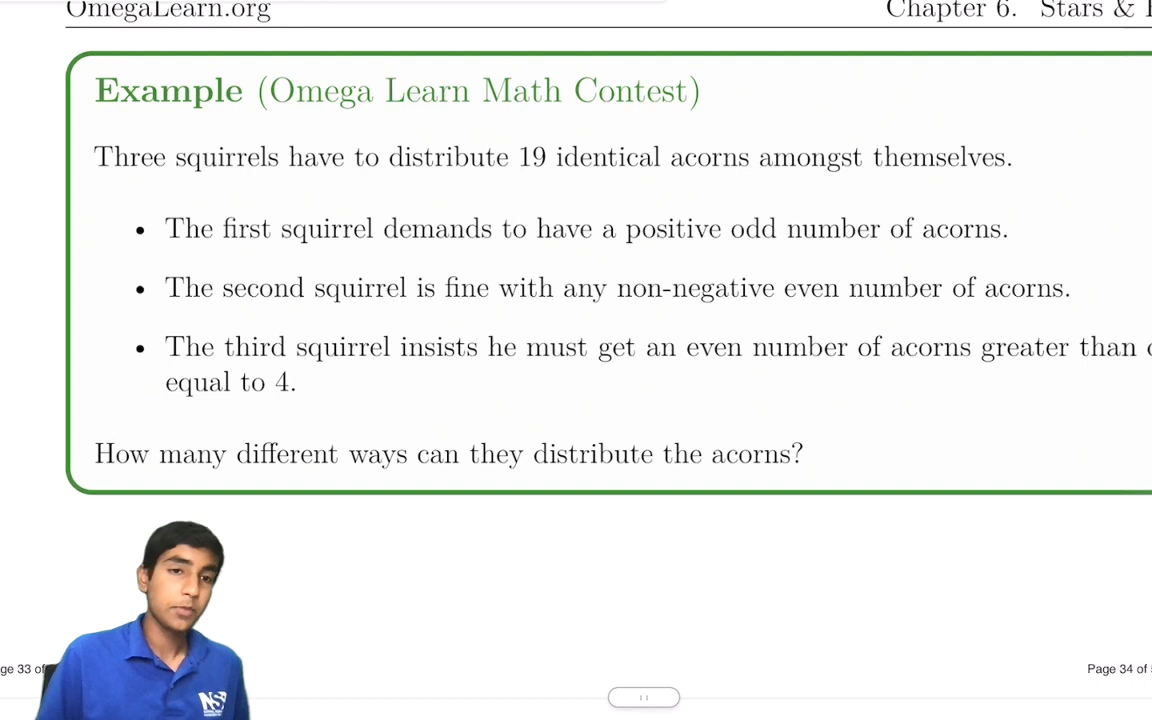 OmegaLearn.org Chapter 6. Stars &
Example (Omega Learn Math Contest)
Three squirrels have to distribute 19 identical acorns amongst themselves.
• The first squirrel demands to have a positive odd number of acorns.
• The second squirrel is fine with any non-negative even number of acorns.
• The third squirrel insists he must get an even number of acorns greater than
equal to 4.
How many different ways can they distribute the acorns?
ge 33 of Page 34 of